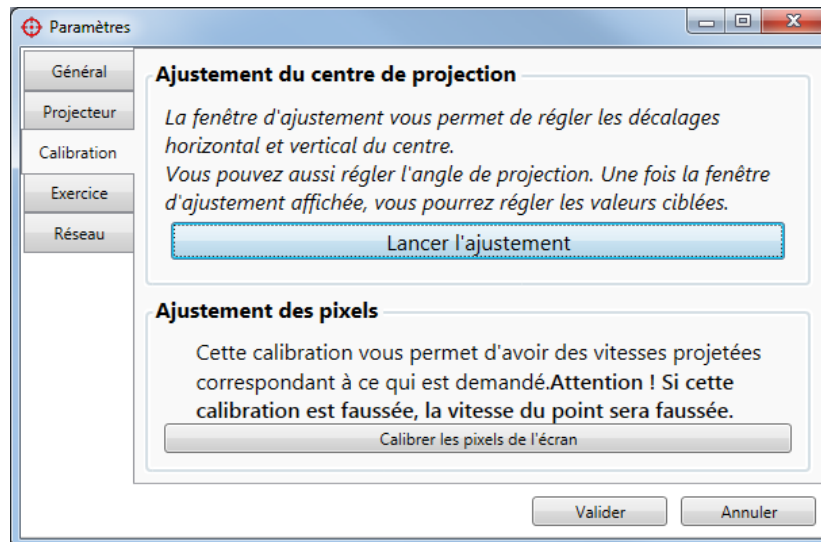 Paramètres
Général
Projecteur
Calibration
Exercice
Réseau
Ajustement du centre de projection
La fenêtre d'ajustement vous permet de régler les décalages
horizontal et vertical du centre.
Vous pouvez aussi régler l'angle de projection. Une fois la fenêtre
d'ajustement affichée, vous pourrez régler les valeurs ciblées.
Lancer l'ajustement
Ajustement des pixels
Cette calibration vous permet d'avoir des vitesses projetées
correspondant à ce qui est demandé.Attention ! Si cette
calibration est faussée, la vitesse du point sera faussée.
Calibrer les pixels de l'écran
Valider
Annuler